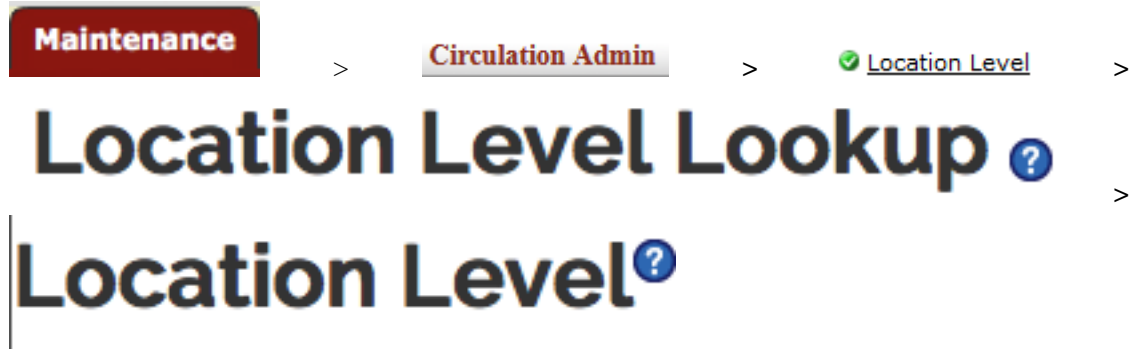 Maintenance > Circulation Admin > Location Level >
Location Level Lookup ? >
Location Level ?